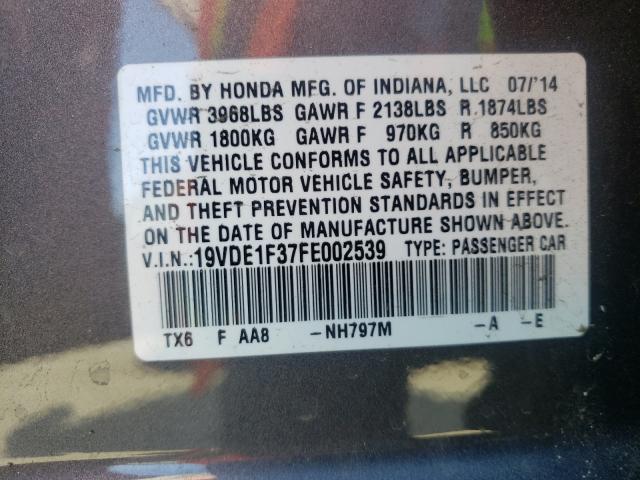 MFD. BY HONDA MFG. OF INDIANA, LLC 07/'14
GVWR 3968LBS GAWR F 2138LBS R 1874LBS
GVWR 1800KG GAWR F 970KG R 850KG
THIS VEHICLE CONFORMS TO ALL APPLICABLE
FEDERAL MOTOR VEHICLE SAFETY, BUMPER,
AND THEFT PREVENTION STANDARDS IN EFFECT
ON THE DATE OF MANUFACTURE SHOWN ABOVE.
V.I.N.:19VDE1F37FE002539 TYPE: PASSENGER CAR
TX6 F AA8 -NH797M -A -E